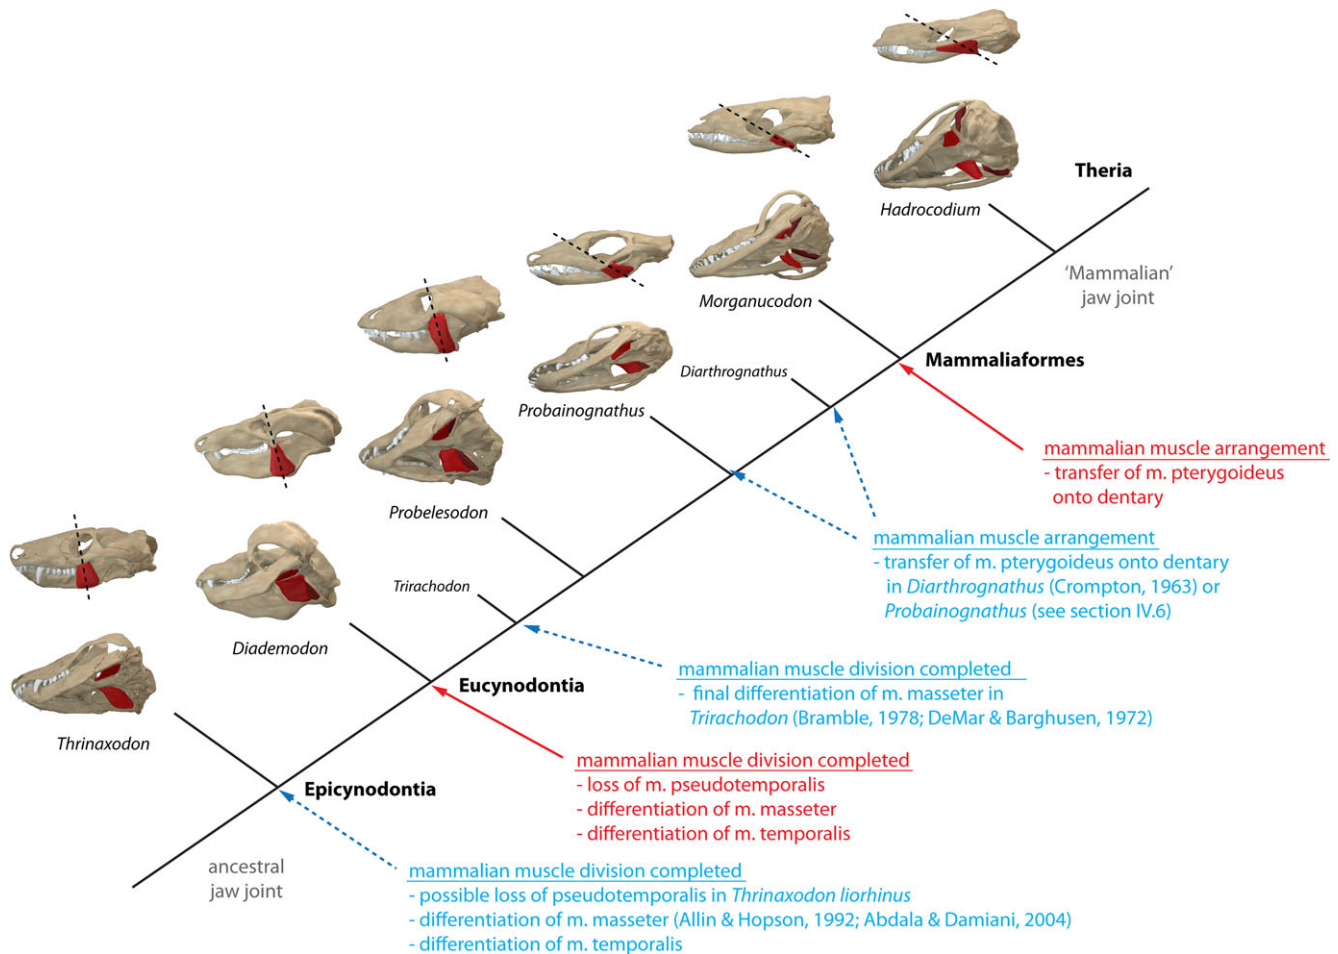 Theria
Hadrocodium
'Mammalian'
jaw joint
Morganucodon
Mammaliaformes
Diarthrognathus
Probainognathus
mammalian muscle arrangement
- transfer of m. pterygoideus
onto dentary
Probelesodon
mammalian muscle arrangement
- transfer of m. pterygoideus onto dentary
in Diarthrognathus (Crompton, 1963) or
Probainognathus (see section IV.6)
Trirachodon
Diademodon
mammalian muscle division completed
- final differentiation of m. masseter in
Trirachodon (Bramble, 1978; DeMar & Barghusen, 1972)
Eucynodontia
Thrinaxodon
mammalian muscle division completed
- loss of m. pseudotemporalis
- differentiation of m. masseter
- differentiation of m. temporalis
Epicynodontia
ancestral
jaw joint
mammalian muscle division completed
- possible loss of pseudotemporalis in Thrinaxodon liorhinus
- differentiation of m. masseter (Allin & Hopson, 1992; Abdala & Damiani, 2004)
- differentiation of m. temporalis